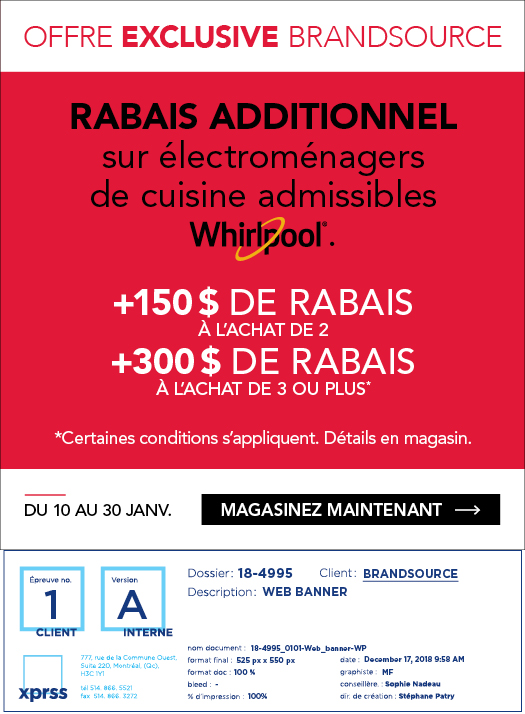 OFFRE EXCLUSIVE BRANDSOURCE
RABAIS ADDITIONNEL
sur électroménagers
de cuisine admissibles
Whirlpool®.
+150 $ DE RABAIS
À L'ACHAT DE 2
+300 $ DE RABAIS
À L'ACHAT DE 3 OU PLUS*
*Certaines conditions s'appliquent. Détails en magasin.
DU 10 AU 30 JANV.
MAGASINEZ MAINTENANT
Épreuve no.
1
CLIENT
Version
A
INTERNE
Dossier: 18-4995 Client: BRANDSOURCE
Description: WEB BANNER
xprss
777, rue de la Commune Ouest,
Suite 220, Montréal, (Qc),
H3C 1Y1
tél 514. 866. 5521
fax 514. 866. 3272
nom document : 18-4995_0101-Web_banner-WP
format final : 525 px x 550 px
format doc : 100 %
bleed : -
% d'impression : 100%
date : December 17, 2018 9:58 AM
graphiste : MF
conseillère. : Sophie Nadeau
dir. de création : Stéphane Patry